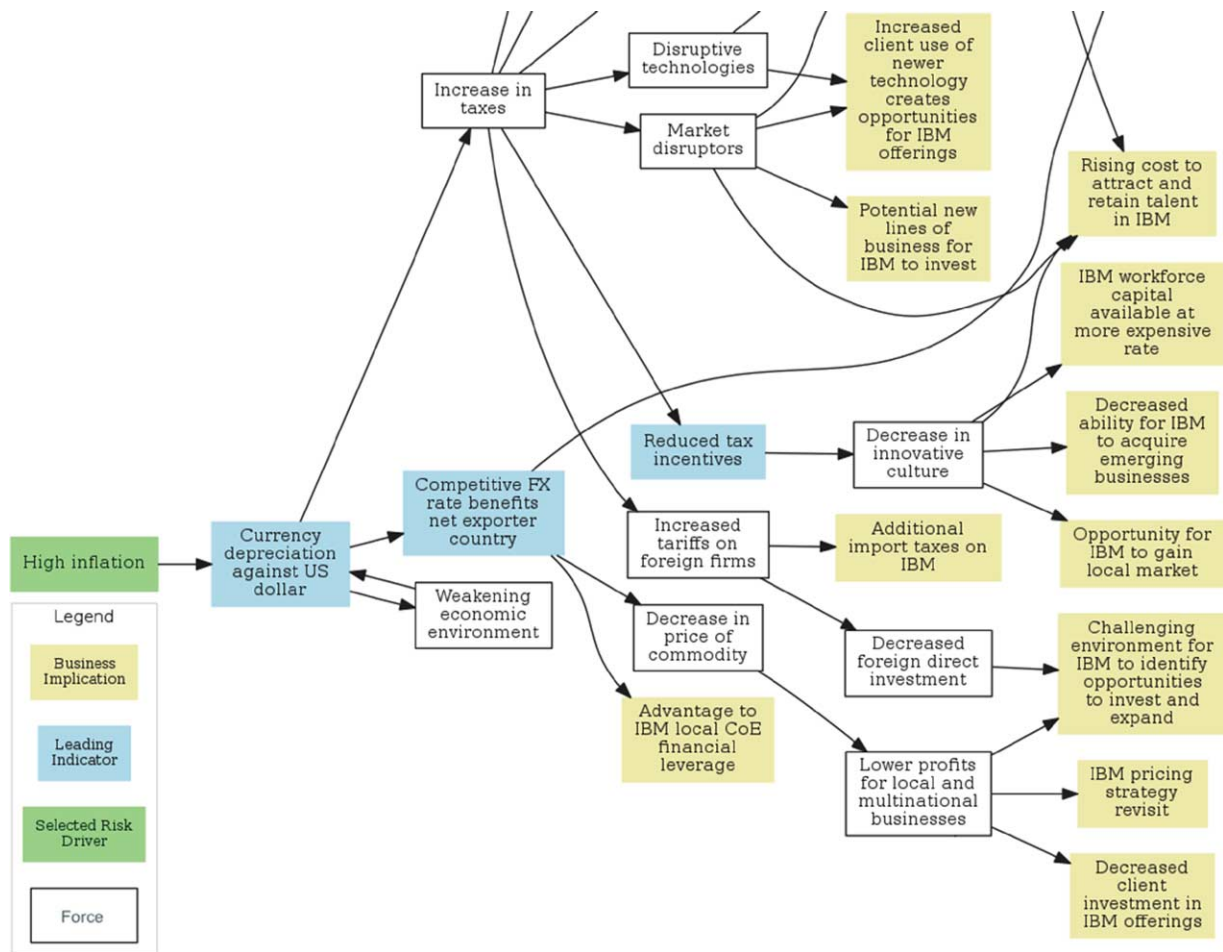 Increase in
taxes
Disruptive
technologies
Market
disruptors
Increased
client use of
newer
technology
creates
opportunities
for IBM
offerings
Potential new
lines of
business for
IBM to invest
Rising cost to
attract and
retain talent
in IBM
IBM workforce
capital
available at
more expensive
rate
Reduced tax
incentives
Decrease in
innovative
culture
Decreased
ability for IBM
to acquire
emerging
businesses
High inflation
Currency
depreciation
against US
dollar
Competitive FX
rate benefits
net exporter
country
Weakening
economic
environment
Increased
tariffs on
foreign firms
Additional
import taxes on
IBM
Opportunity for
IBM to gain
local market
Decrease in
price of
commodity
Decreased
foreign direct
investment
Challenging
environment for
IBM to identify
opportunities
to invest and
expand
Advantage to
IBM local CoE
financial
leverage
Lower profits
for local and
multinational
businesses
IBM pricing
strategy
revisit
Decreased
client
investment in
IBM offerings
Legend
Business
Implication
Leading
Indicator
Selected Risk
Driver
Force